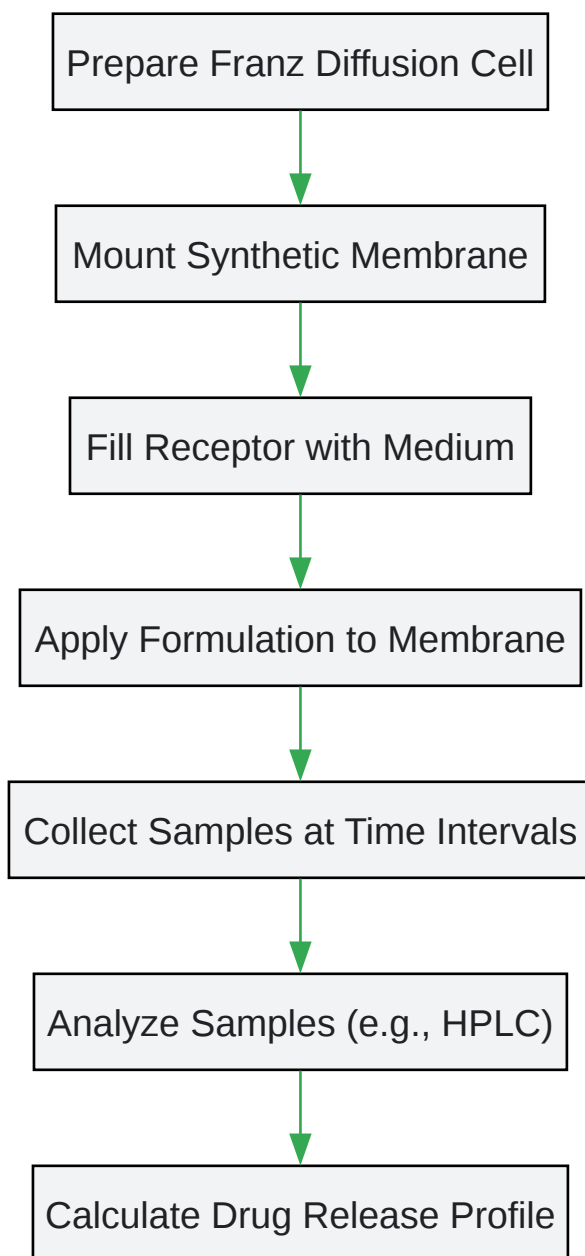 Prepare Franz Diffusion Cell
Mount Synthetic Membrane
Fill Receptor with Medium
Apply Formulation to Membrane
Collect Samples at Time Intervals
Analyze Samples (e.g., HPLC)
Calculate Drug Release Profile